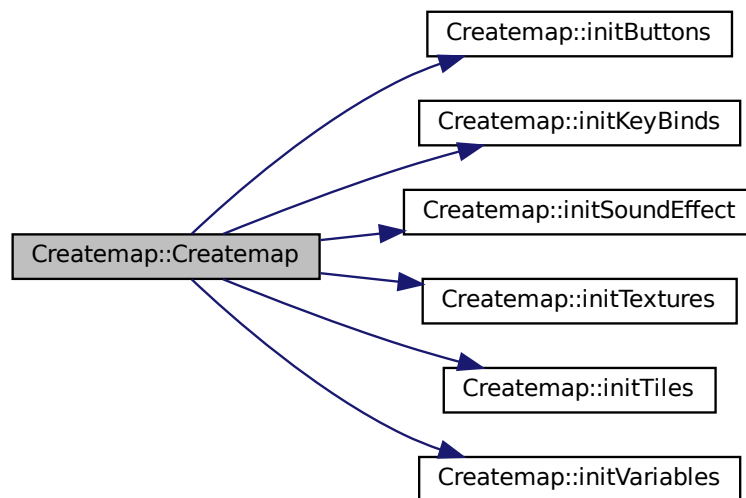 Createmap::initButtons
Createmap::initKeyBinds
Createmap::initSoundEffect
Createmap::Createmap
Createmap::initTextures
Createmap::initTiles
Createmap::initVariables